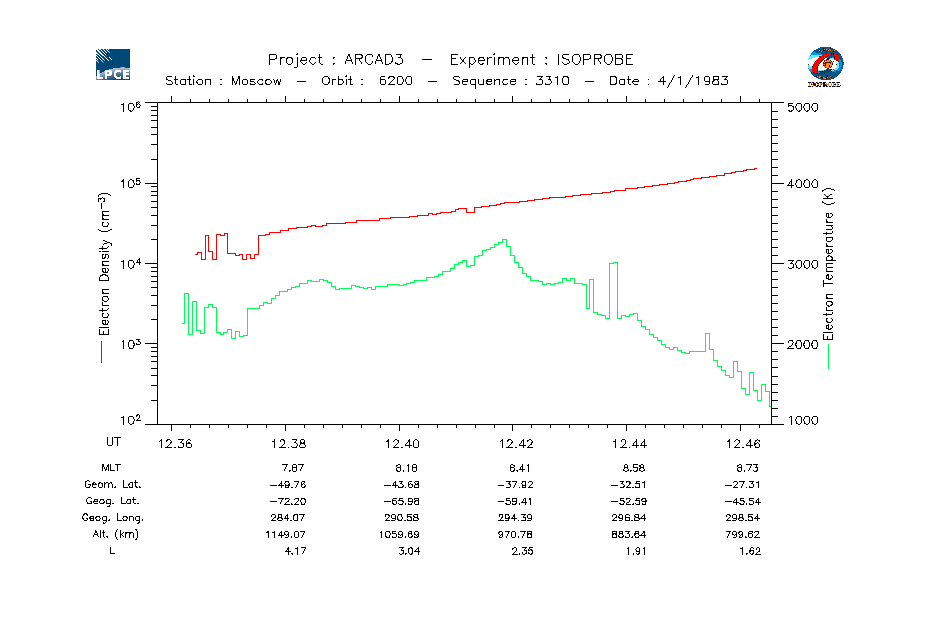 LPCE
Project : ARCAD3 – Experiment : ISOPROBE
ISOPROBE
Station : Moscow – Orbit : 6200 – Sequence : 3310 – Date : 4/1/1983
10⁶ 5000
10⁵ 4000
10⁴ 3000
10³ 2000
10² 1000
Electron Density (cm⁻³)
Electron Temperature (K)
UT 12.36 12.38 12.40 12.42 12.44 12.46
MLT 7.87 8.18 8.41 8.58 8.73
Geom. Lat. −49.76 −43.68 −37.92 −32.51 −27.31
Geog. Lat. −72.20 −65.98 −59.41 −52.59 −45.54
Geog. Long. 284.07 290.58 294.39 296.84 298.54
Alt. (km) 1149.07 1059.69 970.78 883.64 799.62
L 4.17 3.04 2.35 1.91 1.62